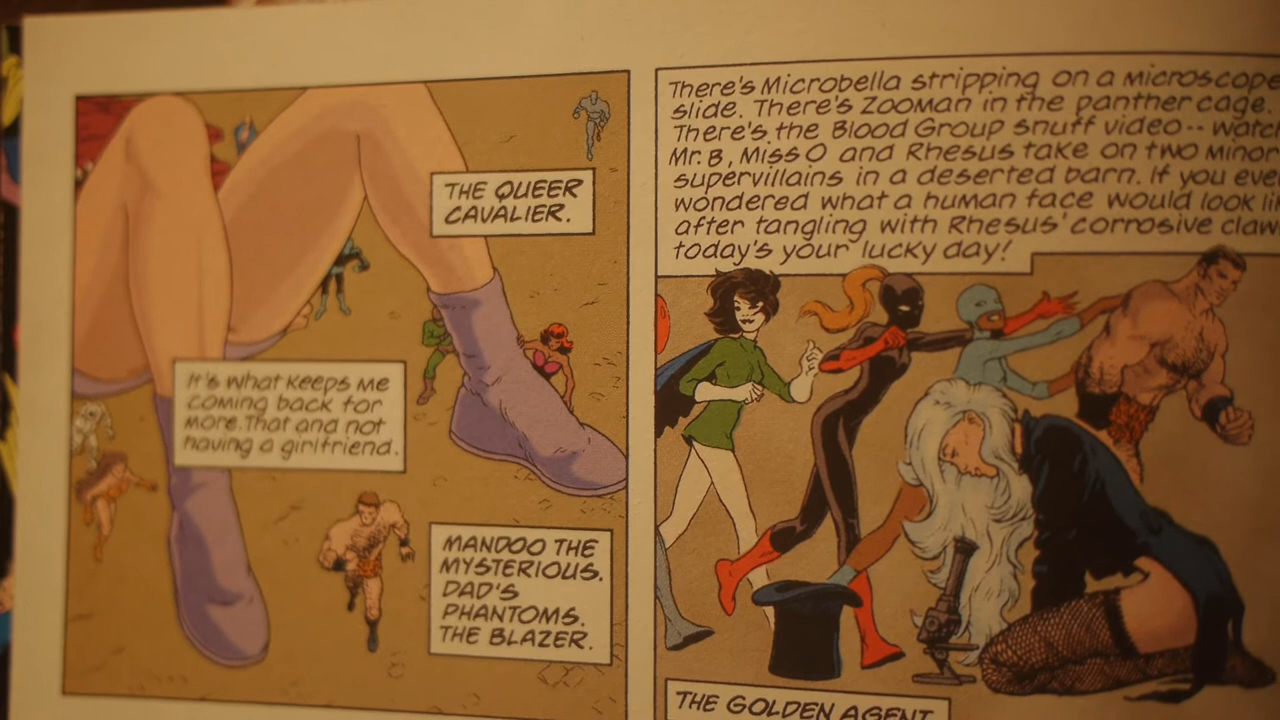 THE QUEER
CAVALIER.
It's what keeps me
coming back for
more. That and not
having a girlfriend.
MANDOO THE
MYSTERIOUS.
DAD'S
PHANTOMS.
THE BLAZER.
There's Microbella stripping on a microscope
slide. There's Zooman in the panther cage.
There's the Blood Group snuff video--
Mr. B, Miss O and Rhesus take on two minor
supervillains in a deserted barn. If you
wondered what a human face would look
after tangling with Rhesus' corrosive
today's your lucky day!
THE GOLDEN AGENT